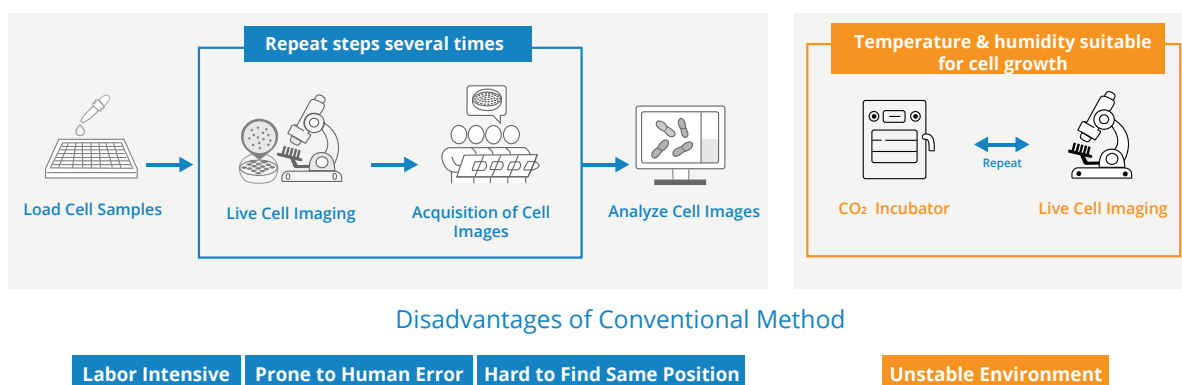 Repeat steps several times
Temperature & humidity suitable
for cell growth
Load Cell Samples
Live Cell Imaging
Acquisition of Cell
Images
Analyze Cell Images
Repeat
CO₂ Incubator
Live Cell Imaging
Disadvantages of Conventional Method
Labor Intensive
Prone to Human Error
Hard to Find Same Position
Unstable Environment